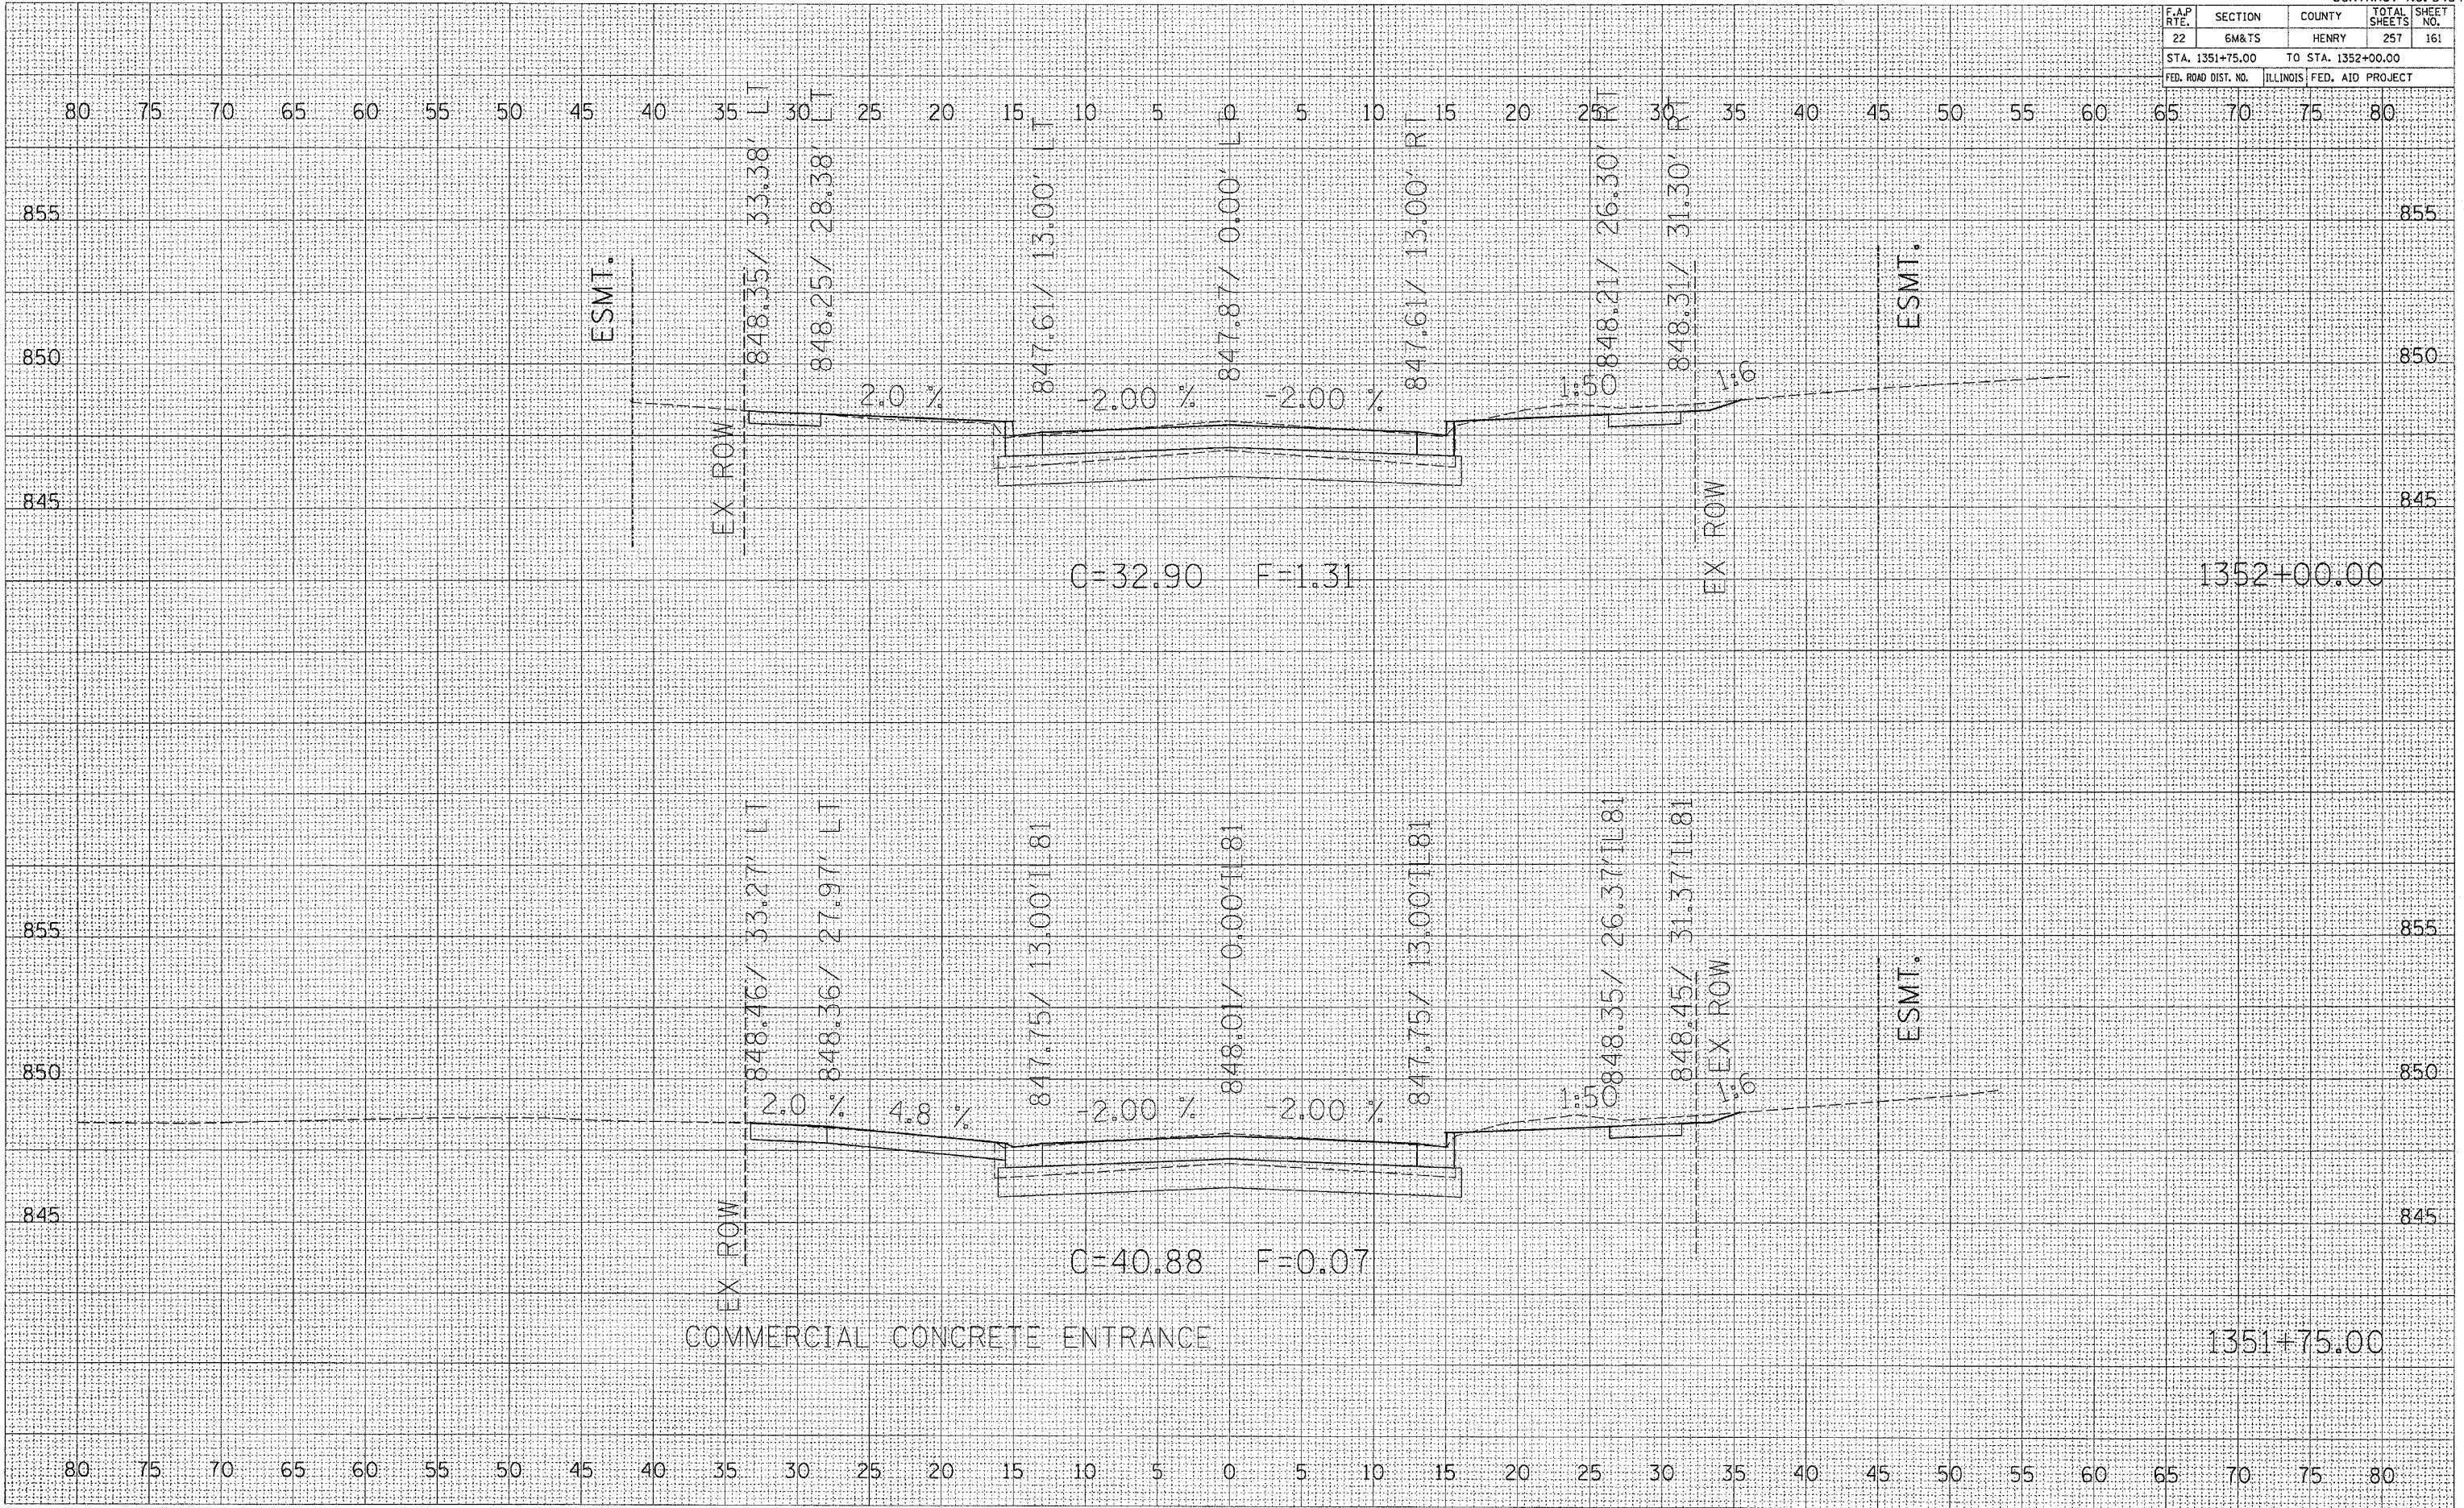 F.A.P RTE. SECTION COUNTY TOTAL SHEETS SHEET NO.
22 6M&TS HENRY 257 161
STA. 1351+75.00 TO STA. 1352+00.00
FED. ROAD DIST. NO. ILLINOIS FED. AID PROJECT
80 75 70 65 60 55 50 45 40 35 30 25 20 15 10 5 0 5 10 15 20 25 30 35 40 45 50 55 60 65 70 75 80
848.35/ 33.38' LT
848.25/ 28.38' LT
847.61/ 13.00' LT
847.87/ 0.00' LT
847.61/ 13.00' RT
848.21/ 26.30' RT
848.31/ 31.30' RT
855 855
ESMT. ESMT.
850 850
2.0 % -2.00 % -2.00 % 1:50 1:6
EX ROW EX ROW
845 845
C=32.90 F=1.31
1352+00.00
848.46/ 33.27' LT
848.36/ 27.97' LT
847.75/ 13.00'IL81
848.01/ 0.00'IL81
847.75/ 13.00'IL81
848.35/ 26.37'IL81
848.45/ 31.37'IL81
855 855
EX ROW ESMT.
850 850
2.0 % 4.8 % -2.00 % -2.00 % 1:50 1:6
845 845
EX ROW
C=40.88 F=0.07
COMMERCIAL CONCRETE ENTRANCE
1351+75.00
80 75 70 65 60 55 50 45 40 35 30 25 20 15 10 5 0 5 10 15 20 25 30 35 40 45 50 55 60 65 70 75 80